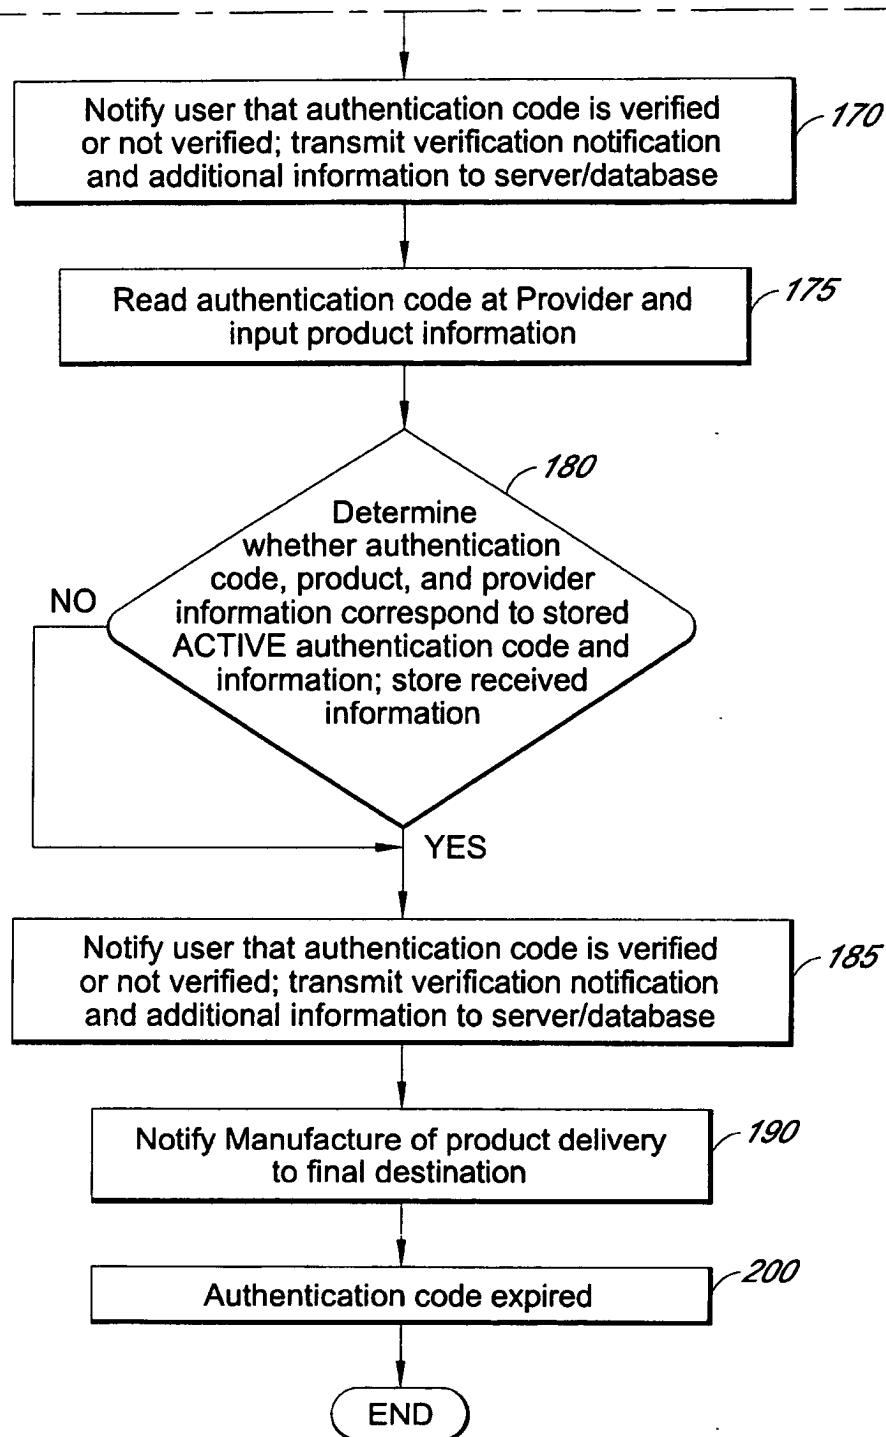 Notify user that authentication code is verified
or not verified; transmit verification notification
and additional information to server/database
170
Read authentication code at Provider and
input product information
175
180
Determine
whether authentication
code, product, and provider
information correspond to stored
ACTIVE authentication code and
information; store received
information
NO
YES
Notify user that authentication code is verified
or not verified; transmit verification notification
and additional information to server/database
185
Notify Manufacture of product delivery
to final destination
190
Authentication code expired
200
END